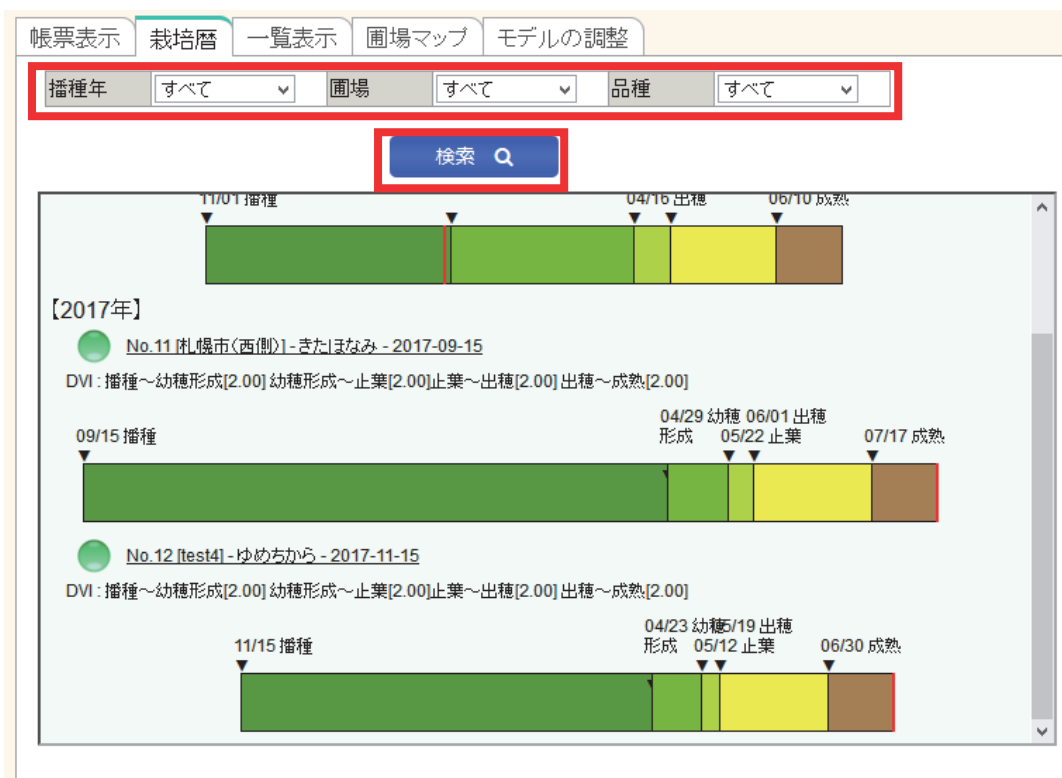 帳票表示 栽培暦 一覧表示 圃場マップ モデルの調整
播種年 すべて 圃場 すべて 品種 すべて
検索
11/01 播種 04/16 出穂 06/10 成熟
【2017年】
No.11 [札幌市(西側)] - きたほなみ - 2017-09-15
DVI : 播種～幼穂形成[2.00] 幼穂形成～止葉[2.00]止葉～出穂[2.00] 出穂～成熟[2.00]
04/29 幼穂 06/01 出穂
09/15 播種 形成 05/22 止葉 07/17 成熟
No.12 [test4] - ゆめちから - 2017-11-15
DVI : 播種～幼穂形成[2.00] 幼穂形成～止葉[2.00]止葉～出穂[2.00] 出穂～成熟[2.00]
04/23 幼穂 5/19 出穂
11/15 播種 形成 05/12 止葉 06/30 成熟